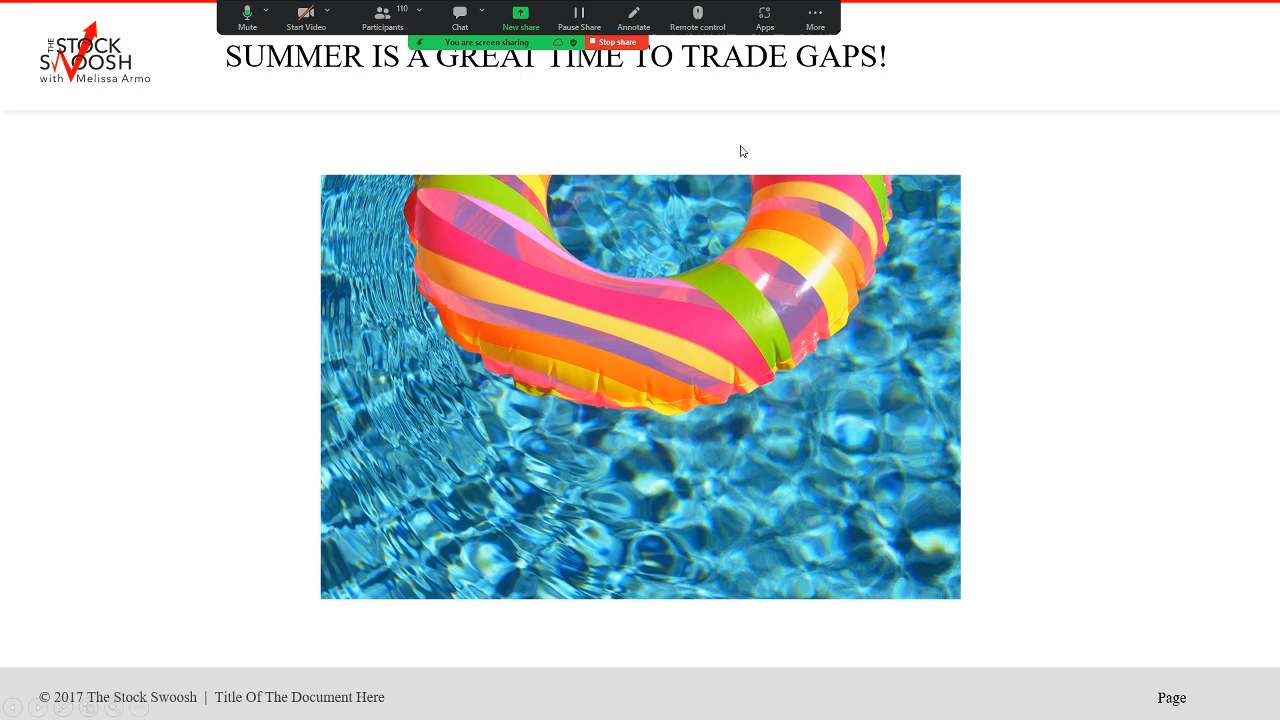 Mute
Start Video
Participants
110
Chat
New share
Pause Share
Annotate
Remote control
Apps
More
You are screen sharing
Stop share
THE
STOCK
SWOOSH
with Melissa Armo
SUMMER IS A GREAT TIME TO TRADE GAPS!
© 2017 The Stock Swoosh | Title Of The Document Here
Page